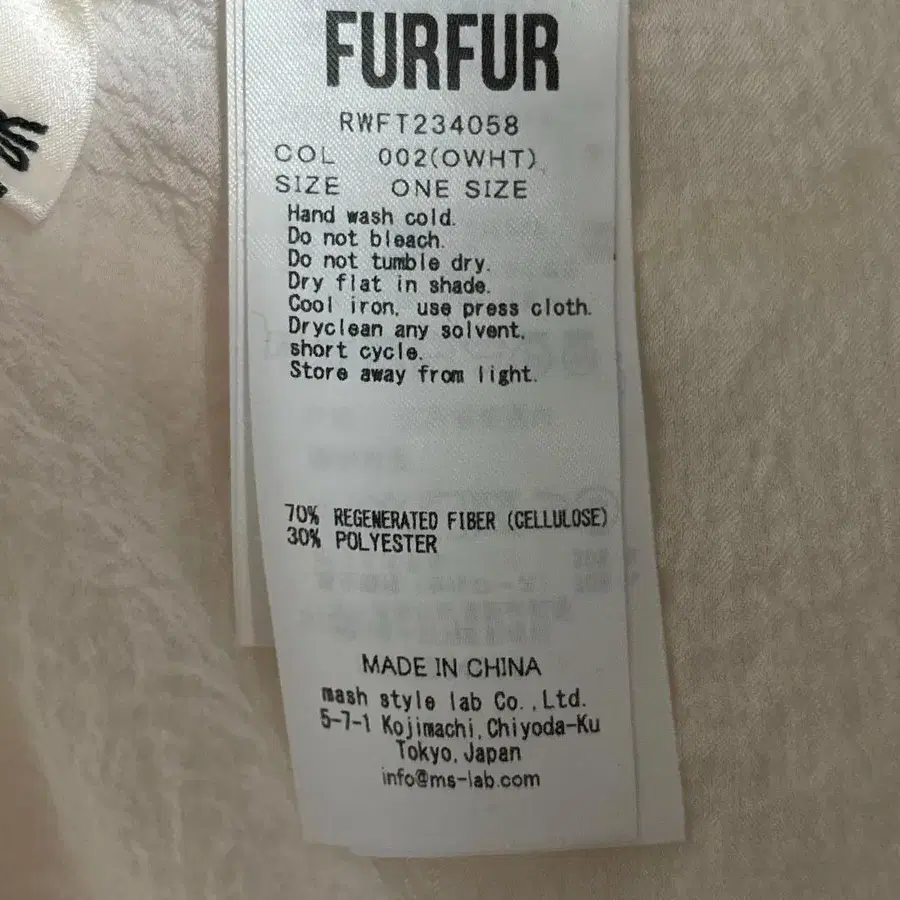 FURFUR
RWFT234058
COL 002(OWHT)
SIZE ONE SIZE
Hand wash cold.
Do not bleach.
Do not tumble dry.
Dry flat in shade.
Cool iron, use press cloth.
Dryclean any solvent,
short cycle.
Store away from light.
70% REGENERATED FIBER (CELLULOSE)
30% POLYESTER
MADE IN CHINA
mash style lab Co.,Ltd.
5-7-1 Kojimachi,Chiyoda-Ku
Tokyo,Japan
info@ms-lab.com